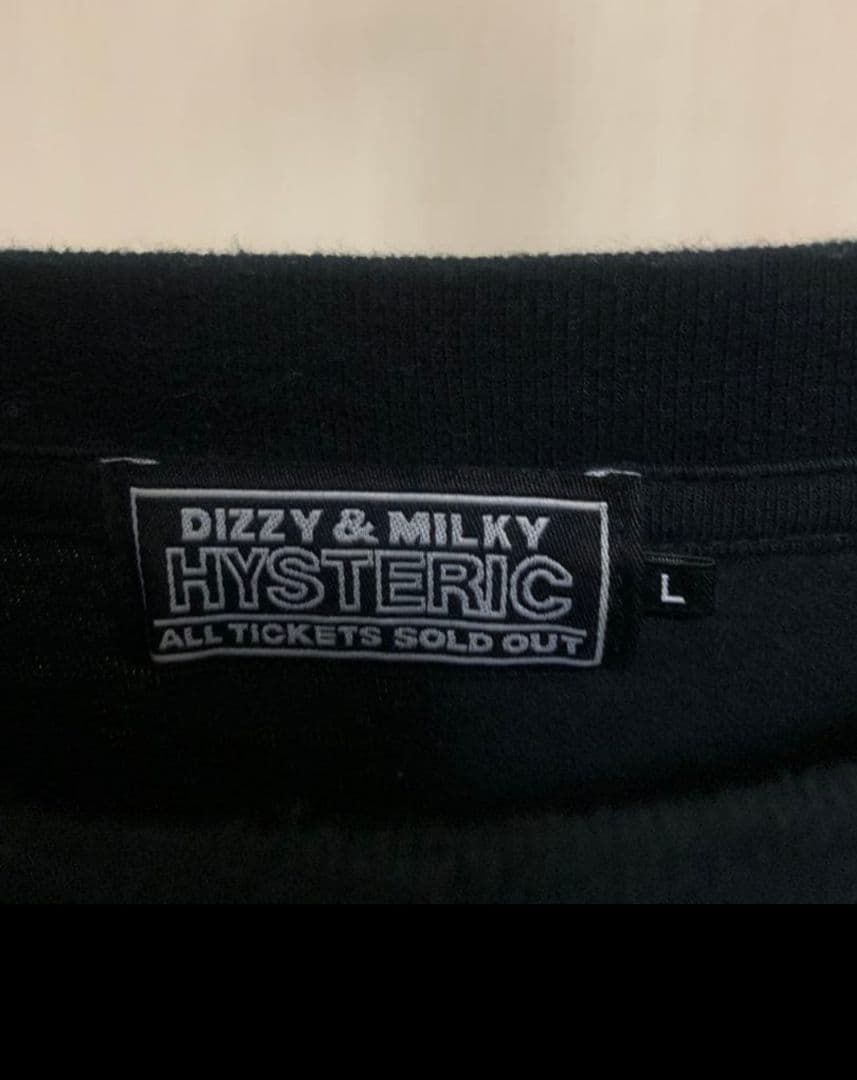 DIZZY & MILKY
HYSTERIC
ALL TICKETS SOLD OUT
L